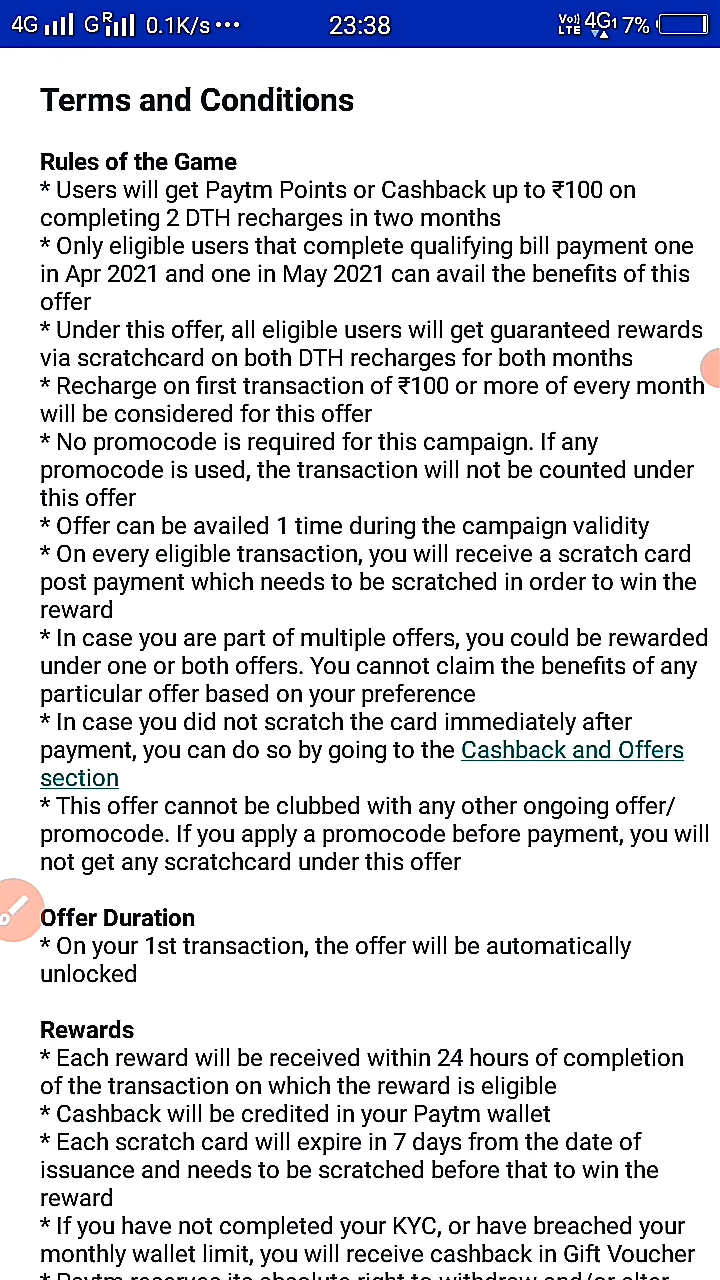 4G G R 0.1K/s ••• 23:38 Vo)) LTE 4G1 7%
Terms and Conditions
Rules of the Game
* Users will get Paytm Points or Cashback up to ₹100 on
completing 2 DTH recharges in two months
* Only eligible users that complete qualifying bill payment one
in Apr 2021 and one in May 2021 can avail the benefits of this
offer
* Under this offer, all eligible users will get guaranteed rewards
via scratchcard on both DTH recharges for both months
* Recharge on first transaction of ₹100 or more of every month
will be considered for this offer
* No promocode is required for this campaign. If any
promocode is used, the transaction will not be counted under
this offer
* Offer can be availed 1 time during the campaign validity
* On every eligible transaction, you will receive a scratch card
post payment which needs to be scratched in order to win the
reward
* In case you are part of multiple offers, you could be rewarded
under one or both offers. You cannot claim the benefits of any
particular offer based on your preference
* In case you did not scratch the card immediately after
payment, you can do so by going to the Cashback and Offers
section
* This offer cannot be clubbed with any other ongoing offer/
promocode. If you apply a promocode before payment, you will
not get any scratchcard under this offer
Offer Duration
* On your 1st transaction, the offer will be automatically
unlocked
Rewards
* Each reward will be received within 24 hours of completion
of the transaction on which the reward is eligible
* Cashback will be credited in your Paytm wallet
* Each scratch card will expire in 7 days from the date of
issuance and needs to be scratched before that to win the
reward
* If you have not completed your KYC, or have breached your
monthly wallet limit, you will receive cashback in Gift Voucher
* Paytm reserves its absolute right to withdraw and/or alter